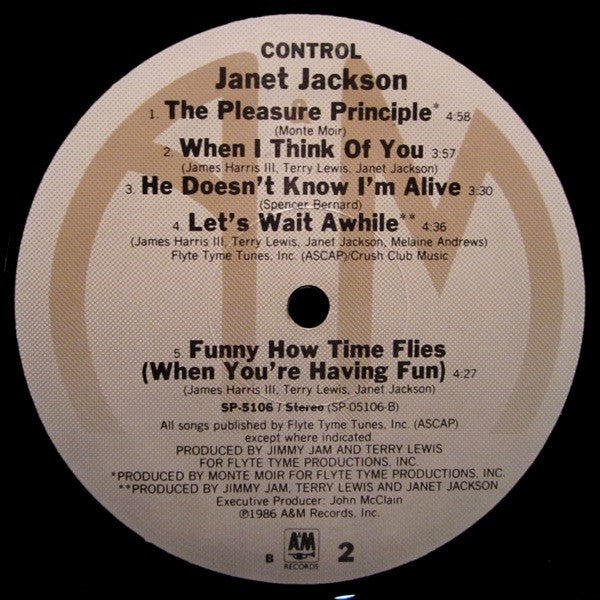 CONTROL
Janet Jackson
1. The Pleasure Principle* 4:58
(Monte Moir)
2. When I Think Of You 3:57
(James Harris III, Terry Lewis, Janet Jackson)
3. He Doesn't Know I'm Alive 3:30
(Spencer Bernard)
4. Let's Wait Awhile** 4:36
(James Harris III, Terry Lewis, Janet Jackson, Melaine Andrews)
Flyte Tyme Tunes, Inc. (ASCAP)/Crush Club Music
5. Funny How Time Flies
(When You're Having Fun) 4:27
(James Harris III, Terry Lewis, Janet Jackson)
SP-5106 / Stereo (SP-05106-B)
All songs published by Flyte Tyme Tunes, Inc. (ASCAP)
except where indicated.
PRODUCED BY JIMMY JAM AND TERRY LEWIS
FOR FLYTE TYME PRODUCTIONS, INC.
*PRODUCED BY MONTE MOIR FOR FLYTE TYME PRODUCTIONS, INC.
**PRODUCED BY JIMMY JAM, TERRY LEWIS AND JANET JACKSON
Executive Producer: John McClain
℗1986 A&M Records, Inc.
B A&M RECORDS 2